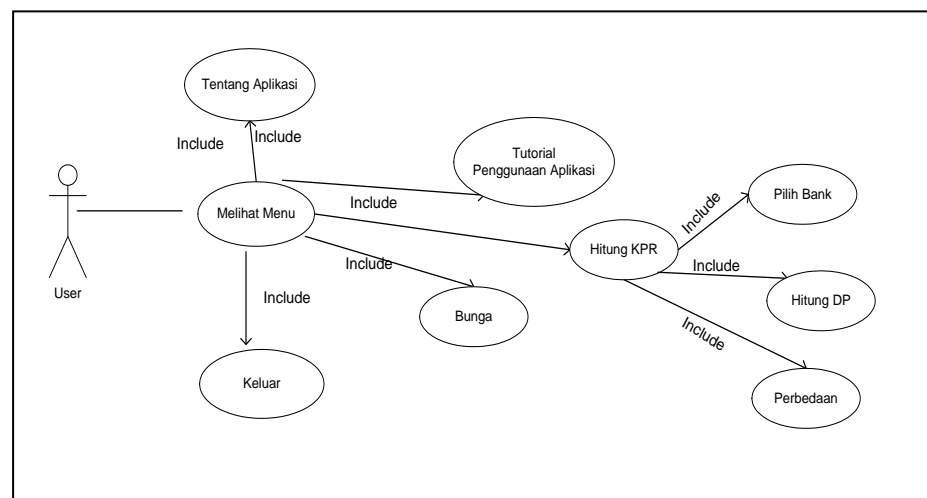 Tentang Aplikasi
Include
Include
Tutorial
Penggunaan Aplikasi
Include
Melihat Menu
User
Include
Include
Bunga
Keluar
Hitung KPR
Include
Pilih Bank
Include
Hitung DP
Include
Perbedaan